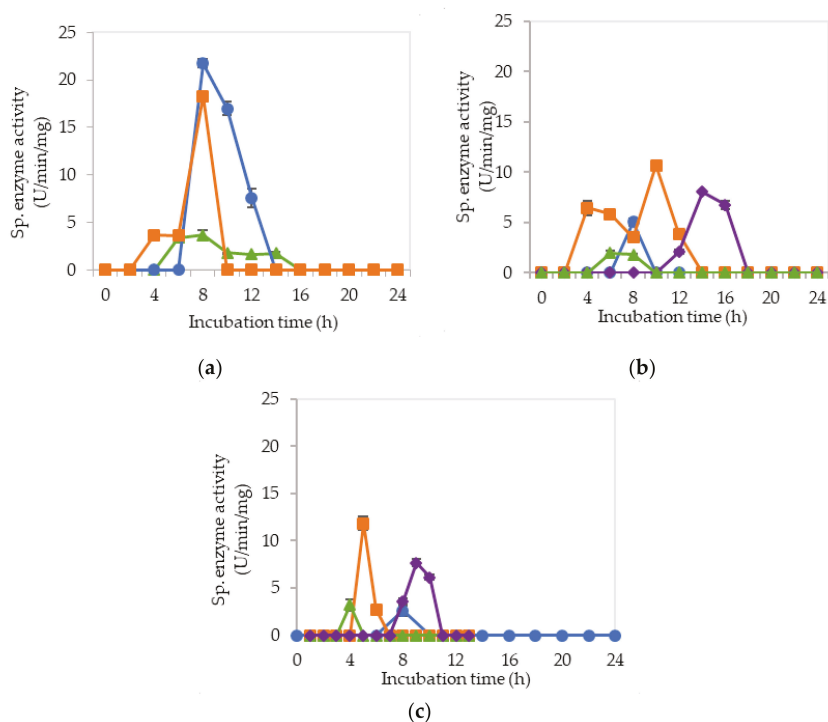 25
20
15
10
5
0
Sp. enzyme activity
(U/min/mg)
0 4 8 12 16 20 24
Incubation time (h)
(a)
25
20
15
10
5
0
Sp. enzyme activity
(U/min/mg)
0 4 8 12 16 20 24
Incubation time (h)
(b)
25
20
15
10
5
0
Sp. enzyme activity
(U/min/mg)
0 4 8 12 16 20 24
Incubation time (h)
(c)